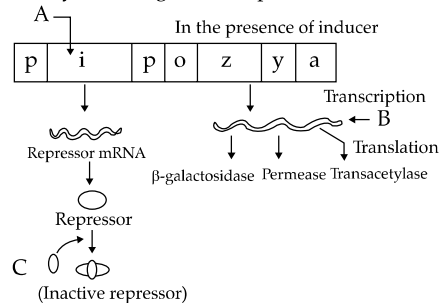 A
In the presence of inducer
p i p o z y a
Transcription
B
Repressor mRNA
Translation
β-galactosidase Permease Transacetylase
Repressor
C
(Inactive repressor)